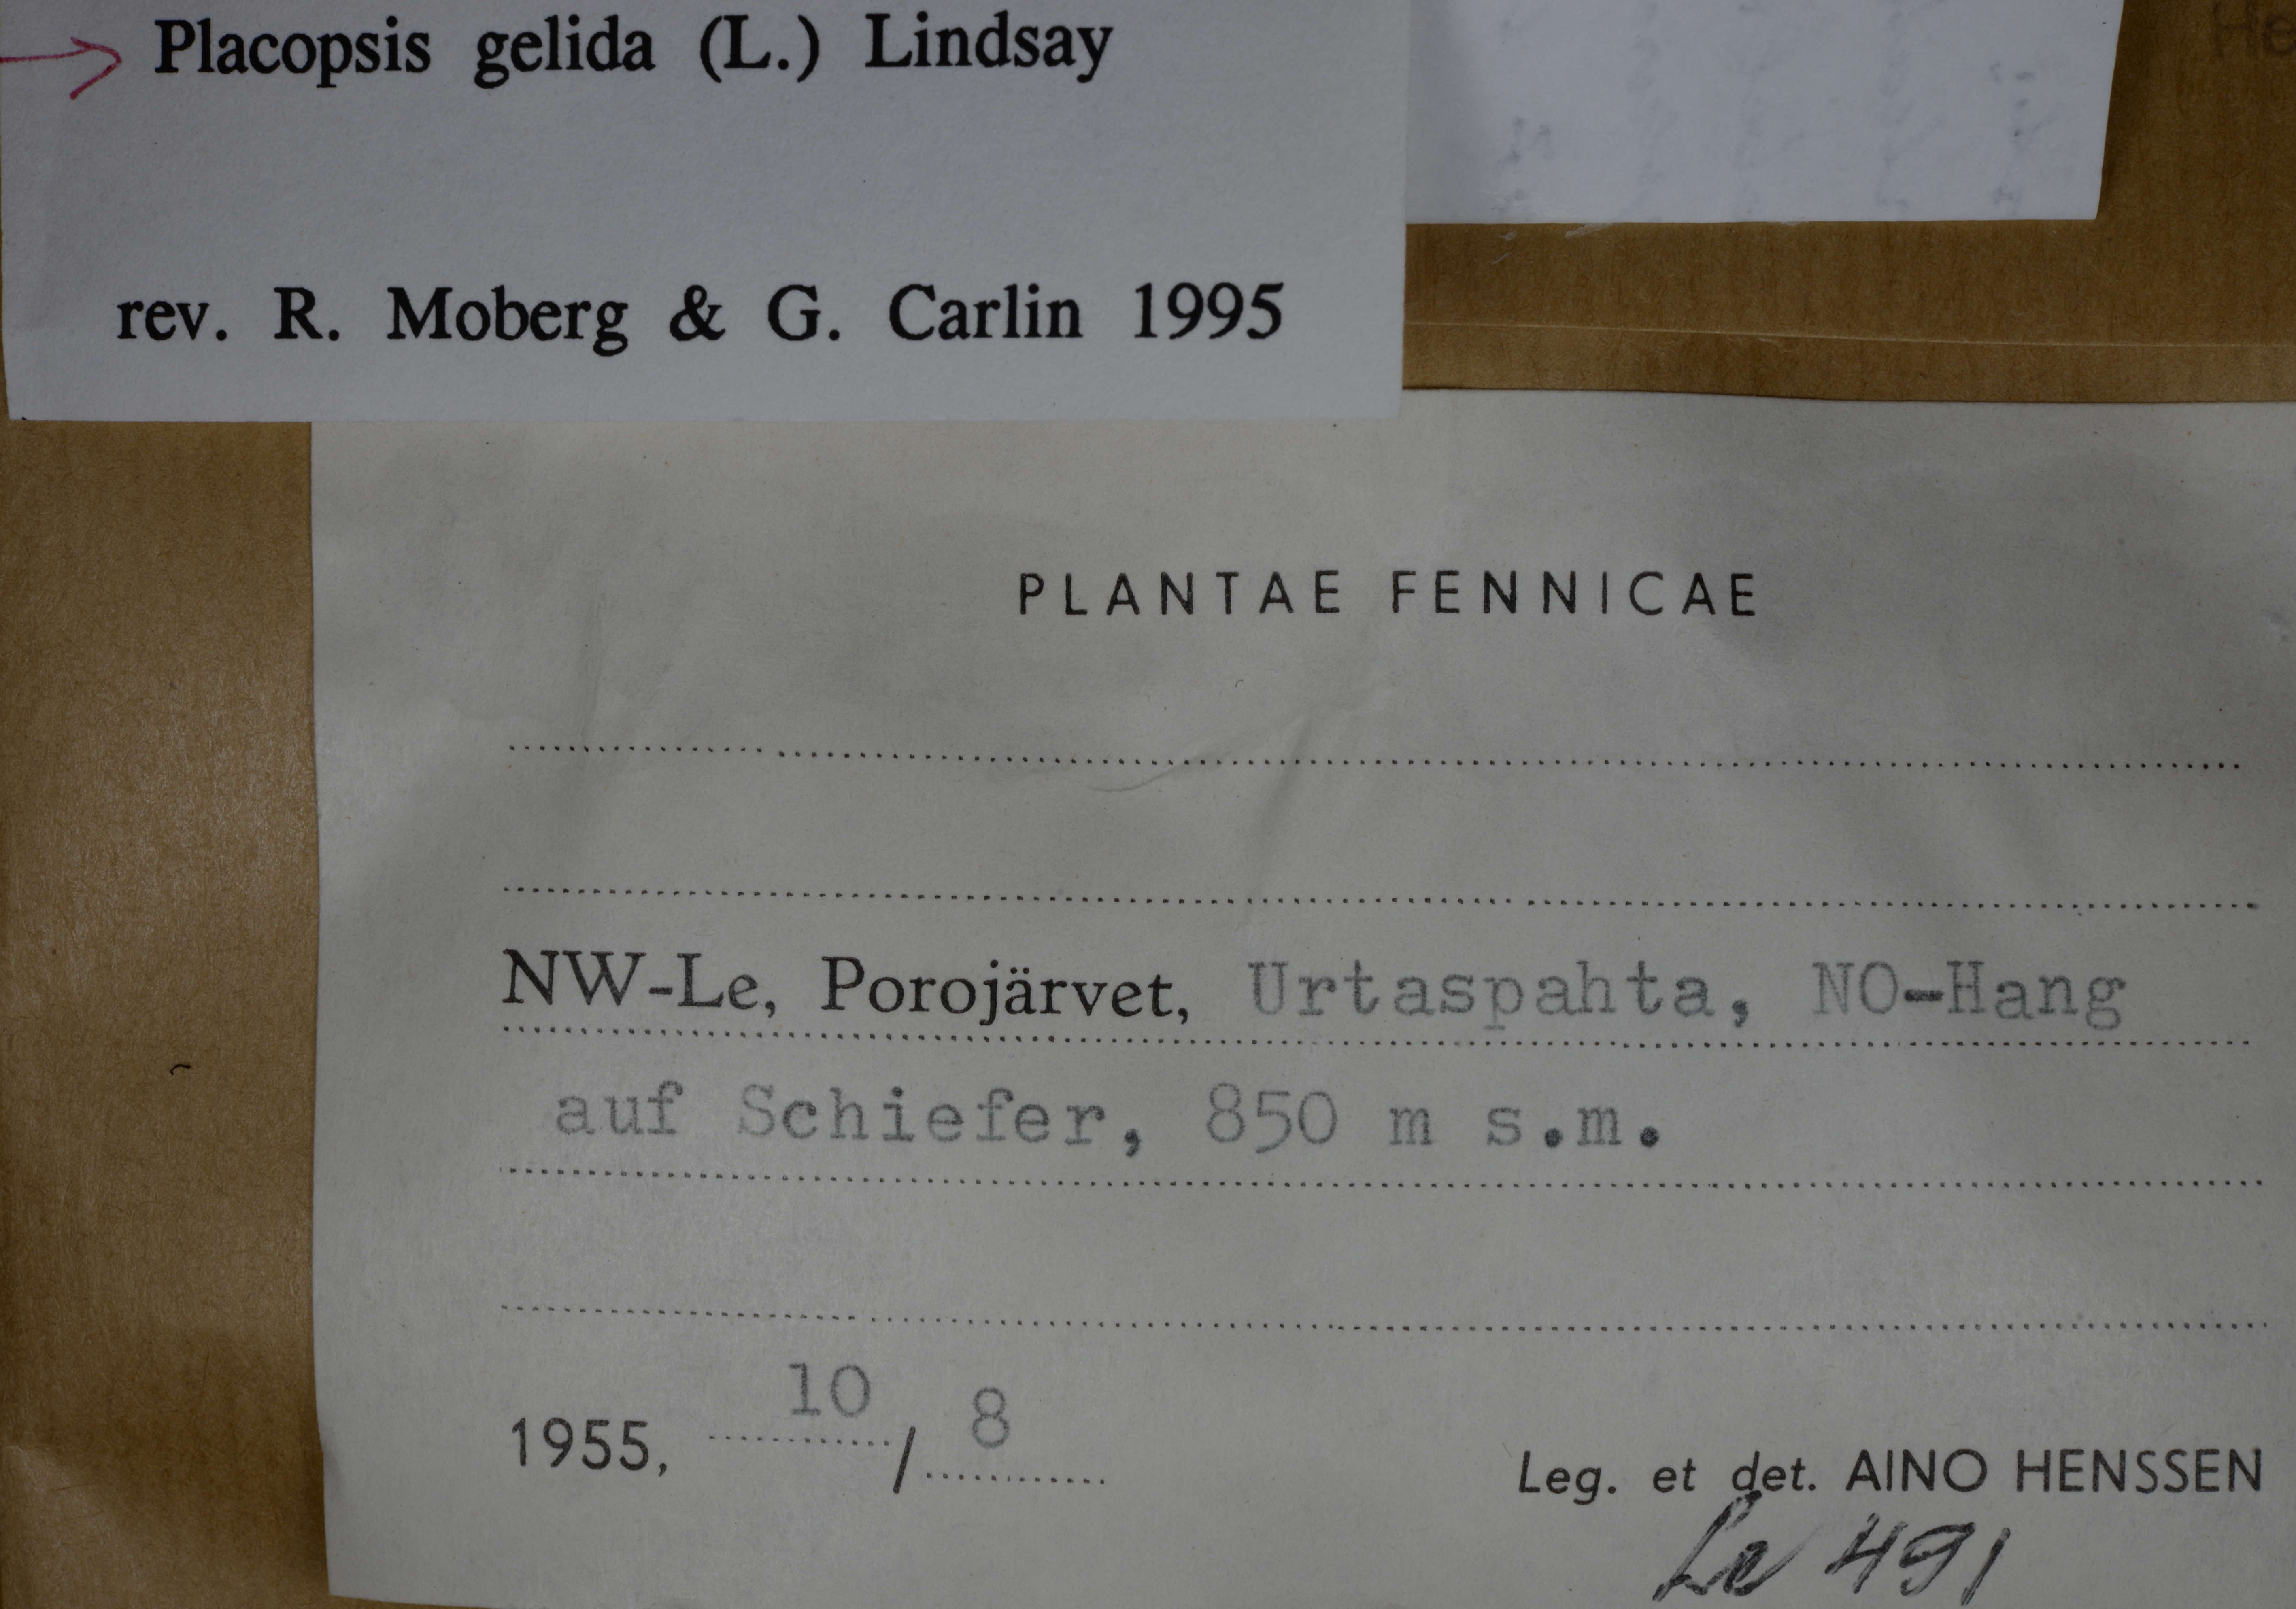 Placopsis gelida (L.) Lindsay
rev. R. Moberg & G. Carlin 1995
PLANTAE FENNICAE
NW-Le, Porojärvet, Urtaspahta, NO-Hang
auf Schiefer, 850 m s.m.
1955, 10/8
Leg. et det. AINO HENSSEN
Le 491